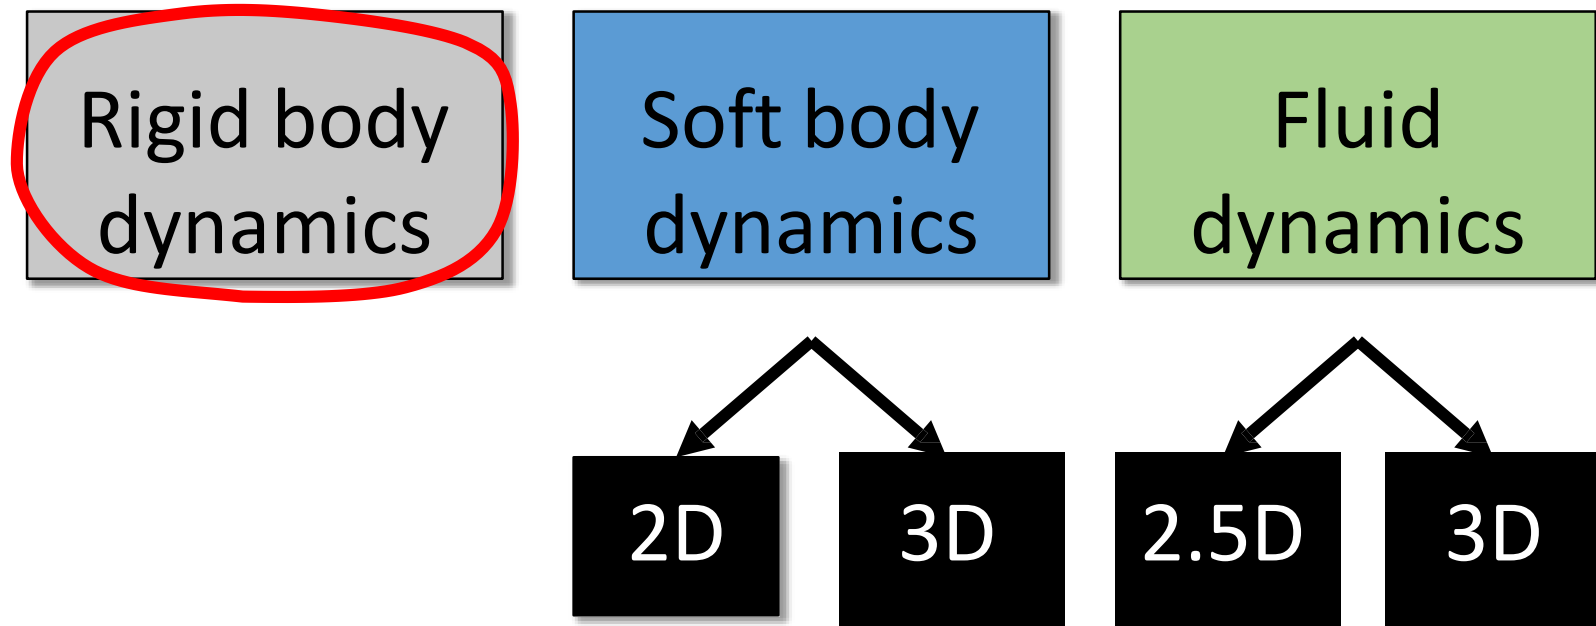 Rigid body
dynamics
Soft body
dynamics
Fluid
dynamics
2D
3D
2.5D
3D